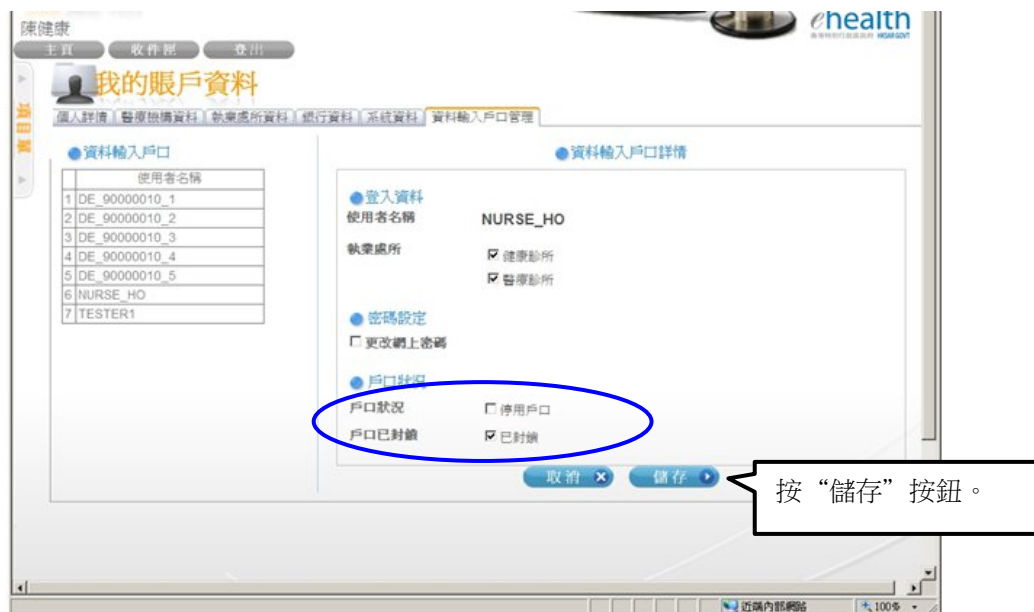 陳健康
ehealth
主頁
收件匣
登出
我的賬戶資料
項目單
個人詳情
醫療機構資料
執業處所資料
銀行資料
系統資料
資料輸入戶口管理
資料輸入戶口
使用者名稱
1 DE_90000010_1
2 DE_90000010_2
3 DE_90000010_3
4 DE_90000010_4
5 DE_90000010_5
6 NURSE_HO
7 TESTER1
資料輸入戶口詳情
登入資料
使用者名稱 NURSE_HO
執業處所 健康診所
醫療診所
密碼設定
更改網上密碼
戶口狀況
戶口狀況 停用戶口
戶口已封鎖 已封鎖
取消 儲存
按“儲存”按鈕。
近端內部網路 100%